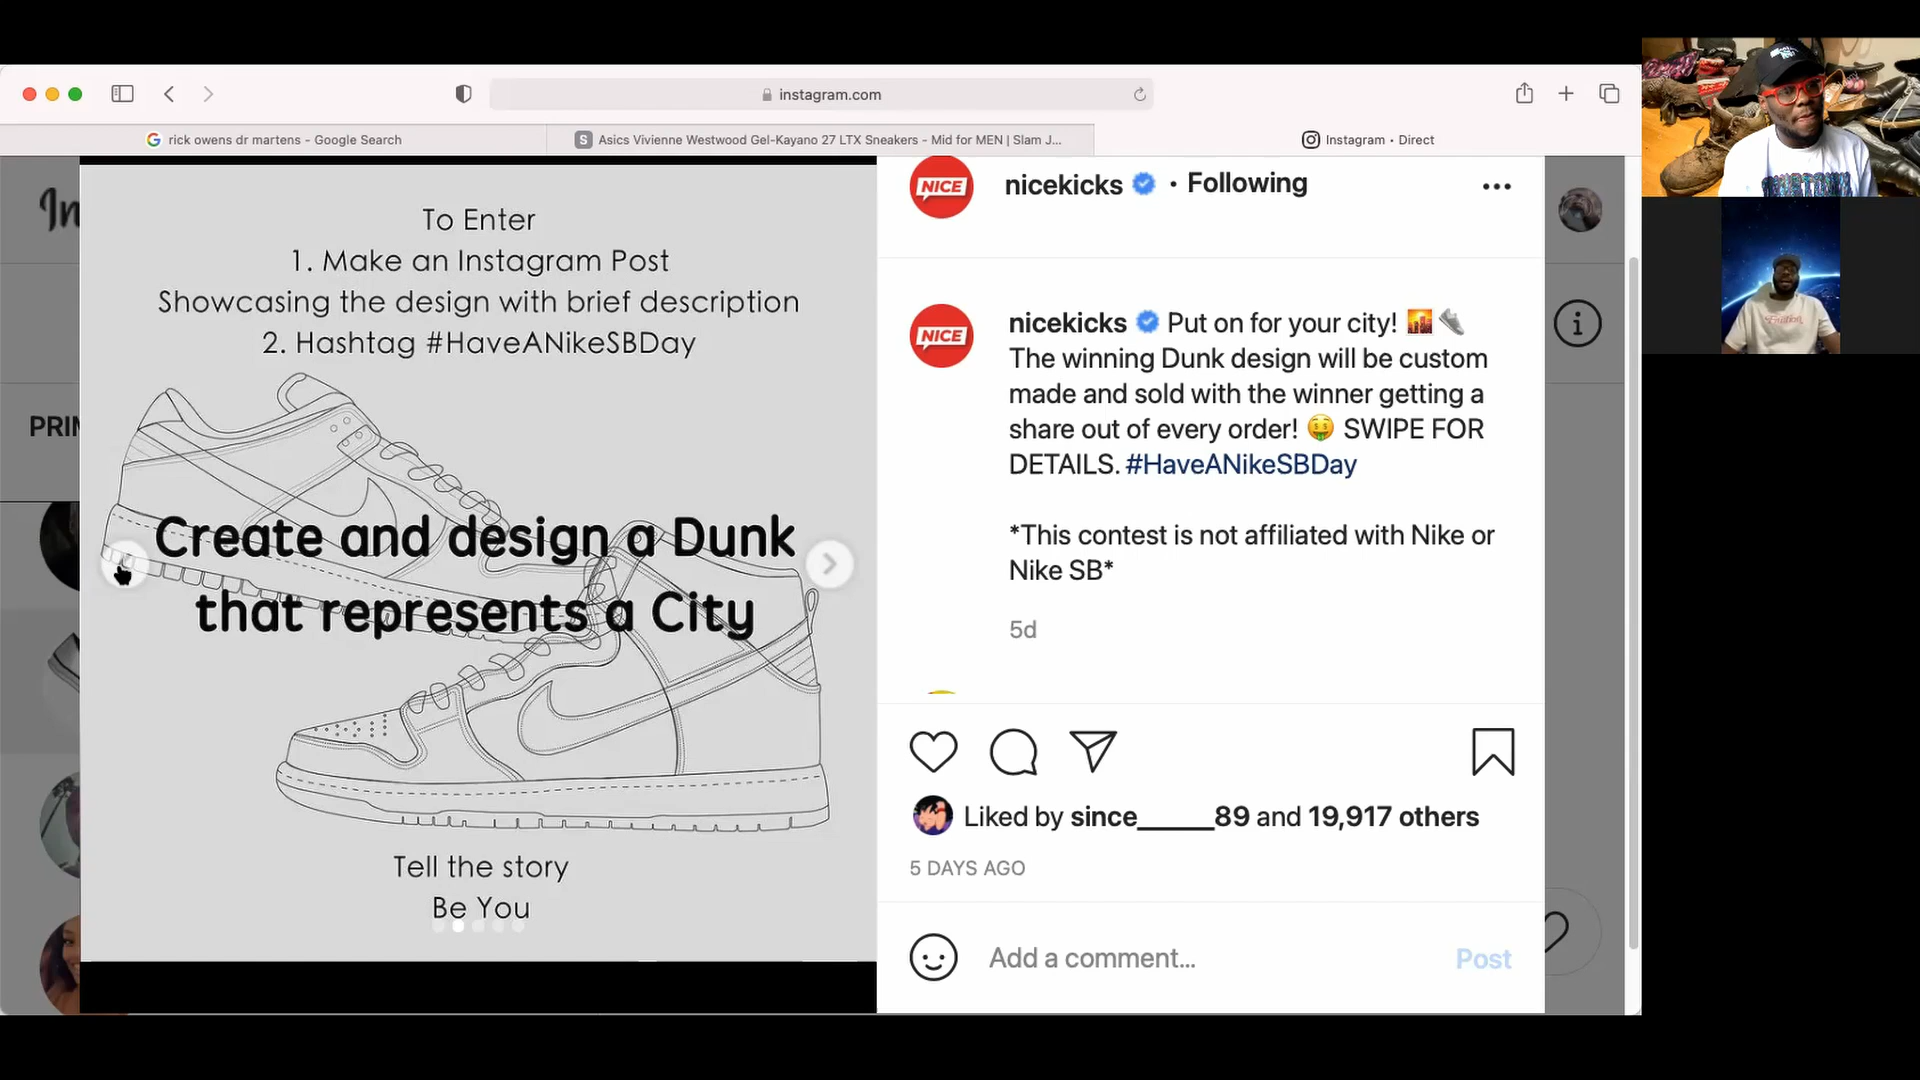 instagram.com
rick owens dr martens - Google Search
S Asics Vivienne Westwood Gel-Kayano 27 LTX Sneakers - Mid for MEN | Slam J...
Instagram • Direct
In
PRI
To Enter
1. Make an Instagram Post
Showcasing the design with brief description
2. Hashtag #HaveANikeSBDay
Create and design a Dunk
that represents a City
Tell the story
Be You
NICE
nicekicks • Following
NICE
nicekicks Put on for your city! 🌇👟
The winning Dunk design will be custom
made and sold with the winner getting a
share out of every order! 🤑 SWIPE FOR
DETAILS. #HaveANikeSBDay
*This contest is not affiliated with Nike or
Nike SB*
5d
Liked by since______89 and 19,917 others
5 DAYS AGO
Add a comment...
Post